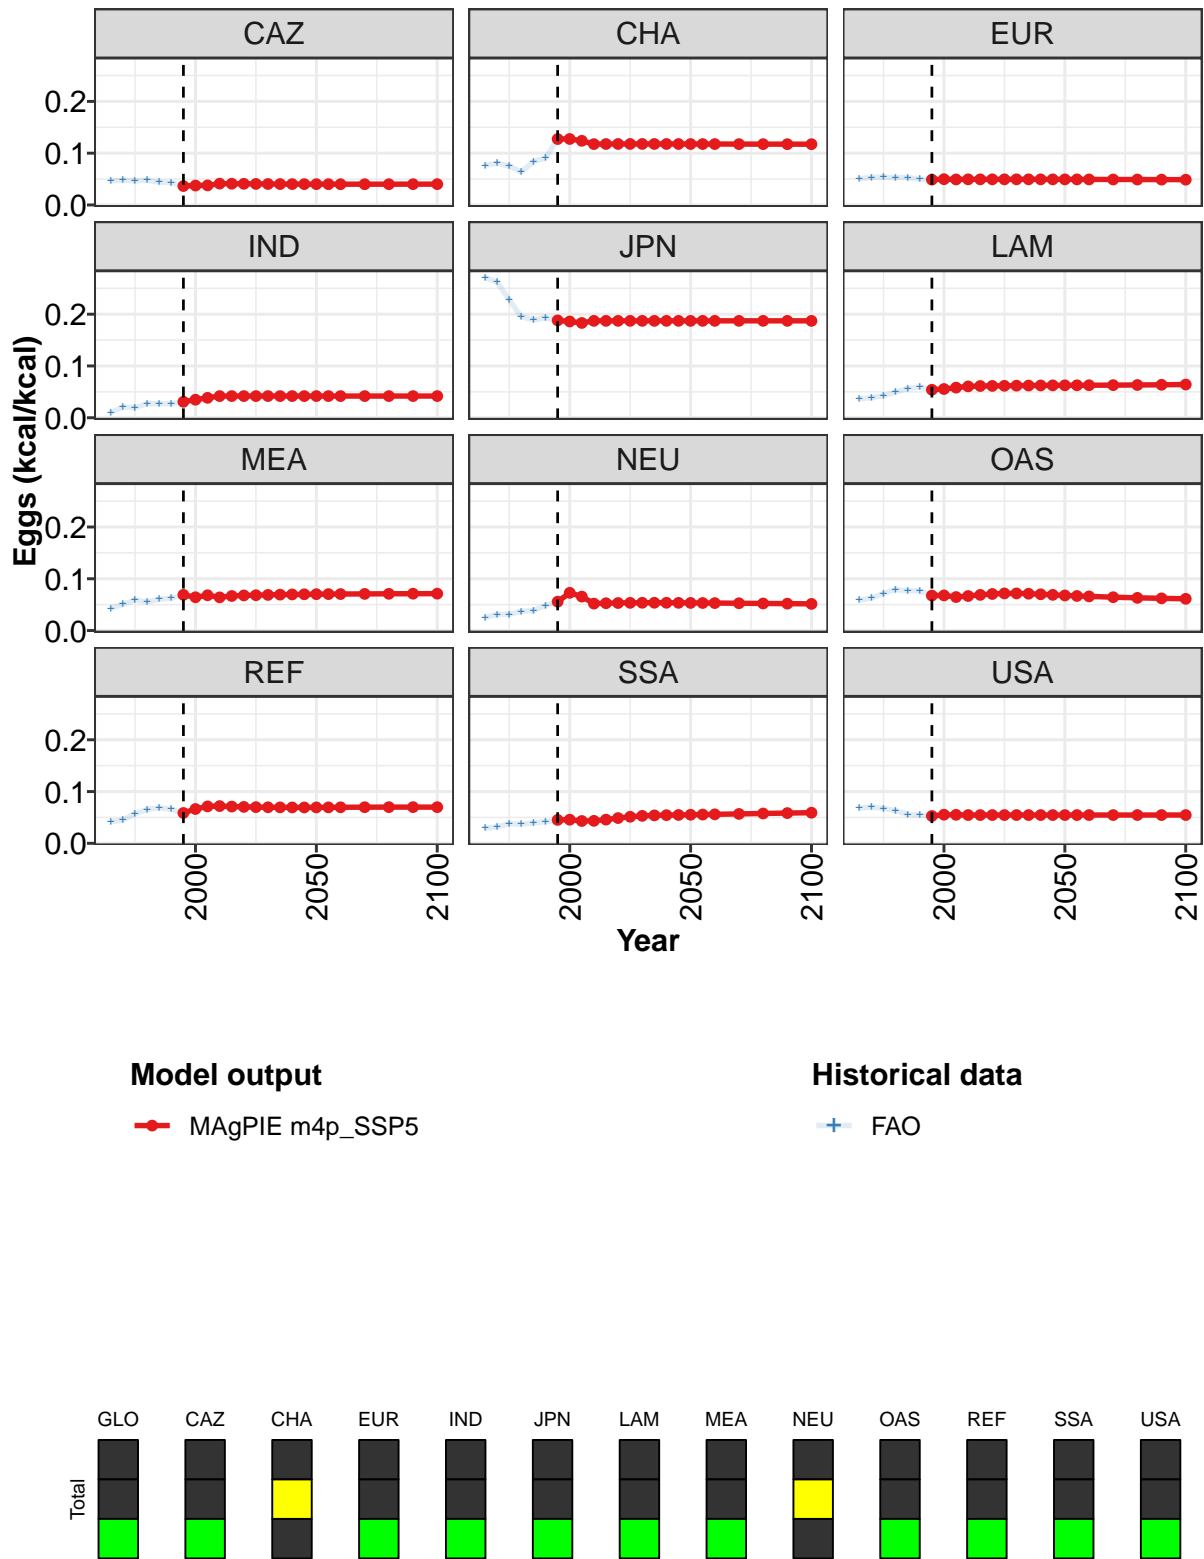 CAZ CHA EUR
0.2
0.1
0.0
IND JPN LAM
0.2
0.1
0.0
MEA NEU OAS
0.2
0.1
0.0
REF SSA USA
0.2
0.1
0.0
Eggs (kcal/kcal)
2000 2050 2100 2000 2050 2100 2000 2050 2100
Year
Model output
MAgPIE m4p_SSP5
Historical data
FAO
GLO CAZ CHA EUR IND JPN LAM MEA NEU OAS REF SSA USA
Total